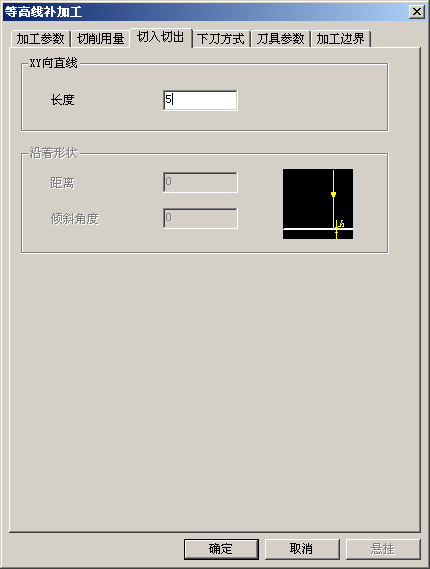 等高线补加工
加工参数 切削用量 切入切出 下刀方式 刀具参数 加工边界
XY向直线
长度 5
沿着形状
距离 0
倾斜角度 0
确定 取消 悬挂